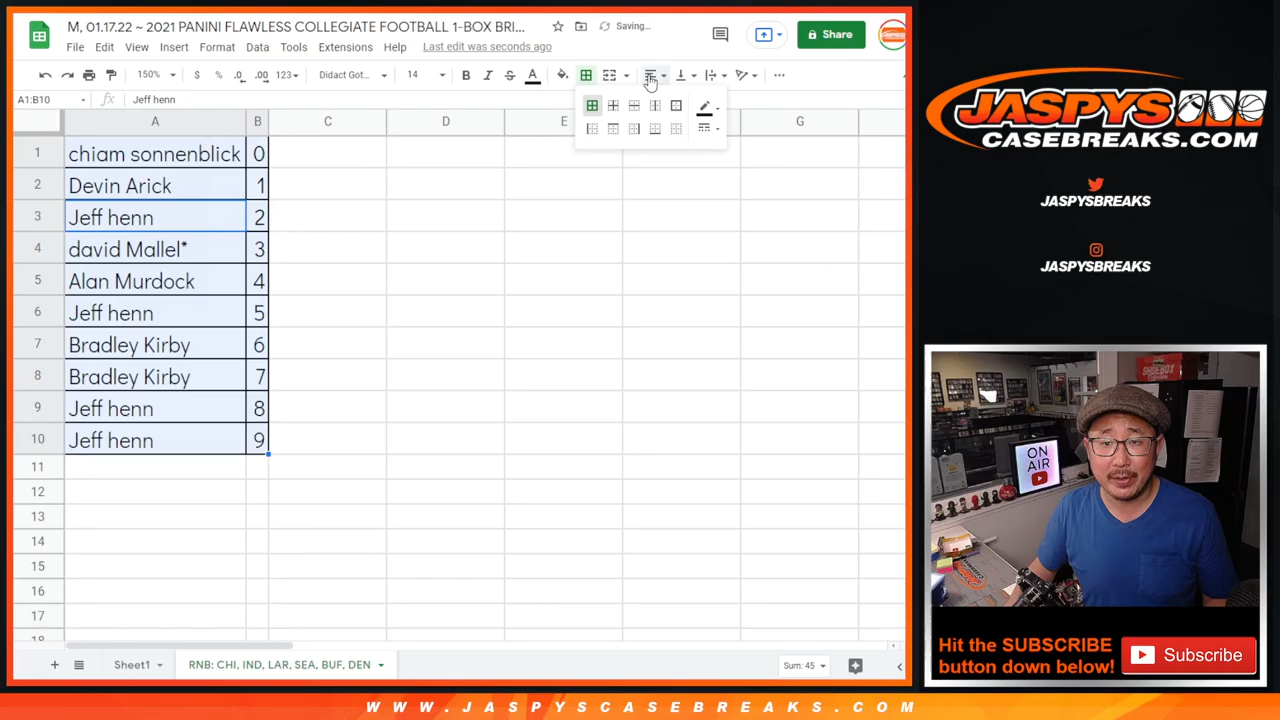 M, 01.17.22 ~ 2021 PANINI FLAWLESS COLLEGIATE FOOTBALL 1-BOX BRI...
Saving...
Share
File Edit View Insert Format Data Tools Extensions Help Last edit was seconds ago
150% $ % .0 .00 123 Didact Got... 14 B I S A
A1:B10 fx Jeff henn
A B C D E F G
1 chiam sonnenblick 0
2 Devin Arick 1
3 Jeff henn 2
4 david Mallel* 3
5 Alan Murdock 4
6 Jeff henn 5
7 Bradley Kirby 6
8 Bradley Kirby 7
9 Jeff henn 8
10 Jeff henn 9
11
12
13
14
15
16
17
18
Sheet1 RNB: CHI, IND, LAR, SEA, BUF, DEN Sum: 45
JASPYS
CASEBREAKS.COM
JASPYSBREAKS
JASPYSBREAKS
SHOEBOX
ON
AIR
Hit the SUBSCRIBE
button down below!
Subscribe
WWW.JASPYSCASEBREAKS.COM